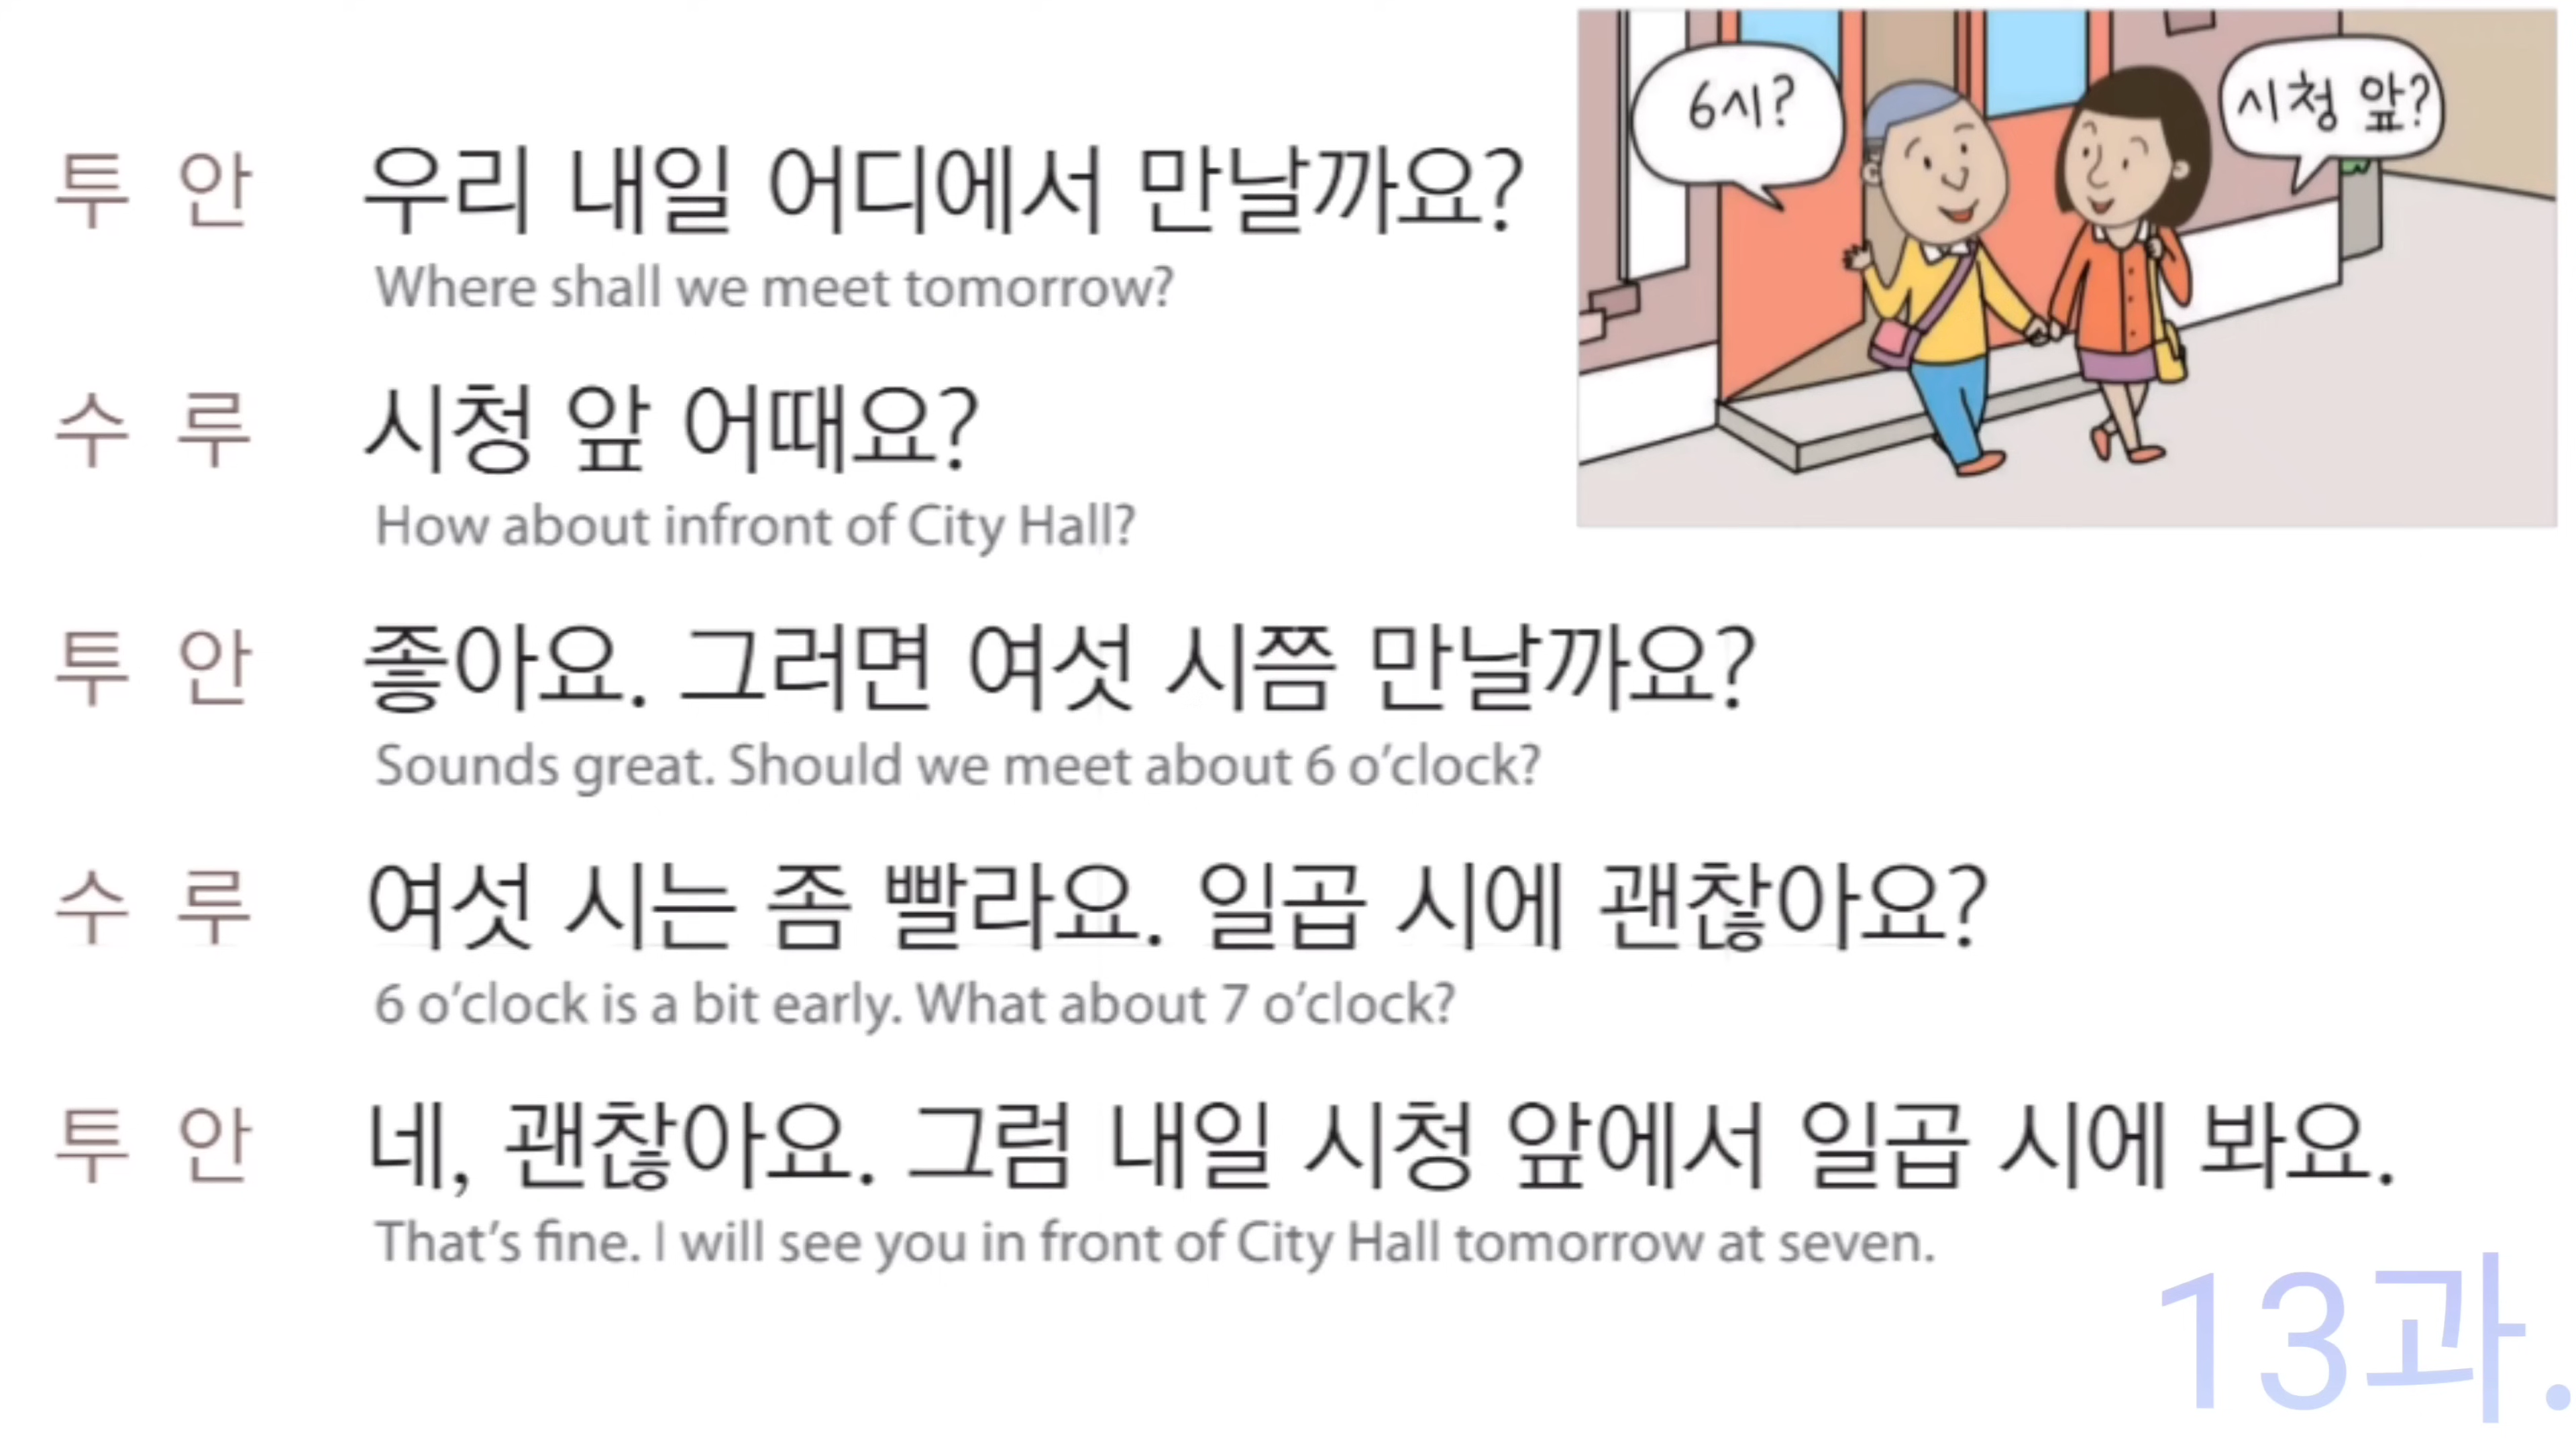 6시?
시청 앞?
투 안 우리 내일 어디에서 만날까요?
Where shall we meet tomorrow?
수 루 시청 앞 어때요?
How about infront of City Hall?
투 안 좋아요. 그러면 여섯 시쯤 만날까요?
Sounds great. Should we meet about 6 o’clock?
수 루 여섯 시는 좀 빨라요. 일곱 시에 괜찮아요?
6 o’clock is a bit early. What about 7 o’clock?
투 안 네, 괜찮아요. 그럼 내일 시청 앞에서 일곱 시에 봐요.
That’s fine. I will see you in front of City Hall tomorrow at seven.
13과.